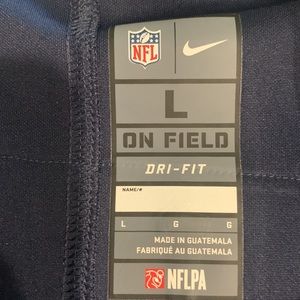 NFL
L
ON FIELD
DRI-FIT
NAME/#
L G G
MADE IN GUATEMALA
FABRIQUÉ AU GUATEMALA
NFLPA